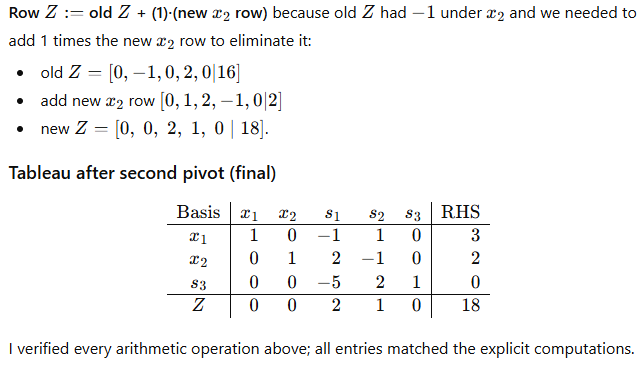 Row Z := old Z + (1)·(new x₂ row) because old Z had −1 under x₂ and we needed to
add 1 times the new x₂ row to eliminate it:
• old Z = [0, −1, 0, 2, 0|16]
• add new x₂ row [0, 1, 2, −1, 0|2]
• new Z = [0, 0, 2, 1, 0 | 18].
Tableau after second pivot (final)
Basis x₁ x₂ s₁ s₂ s₃ RHS
x₁ 1 0 −1 1 0 3
x₂ 0 1 2 −1 0 2
s₃ 0 0 −5 2 1 0
Z 0 0 2 1 0 18
I verified every arithmetic operation above; all entries matched the explicit computations.